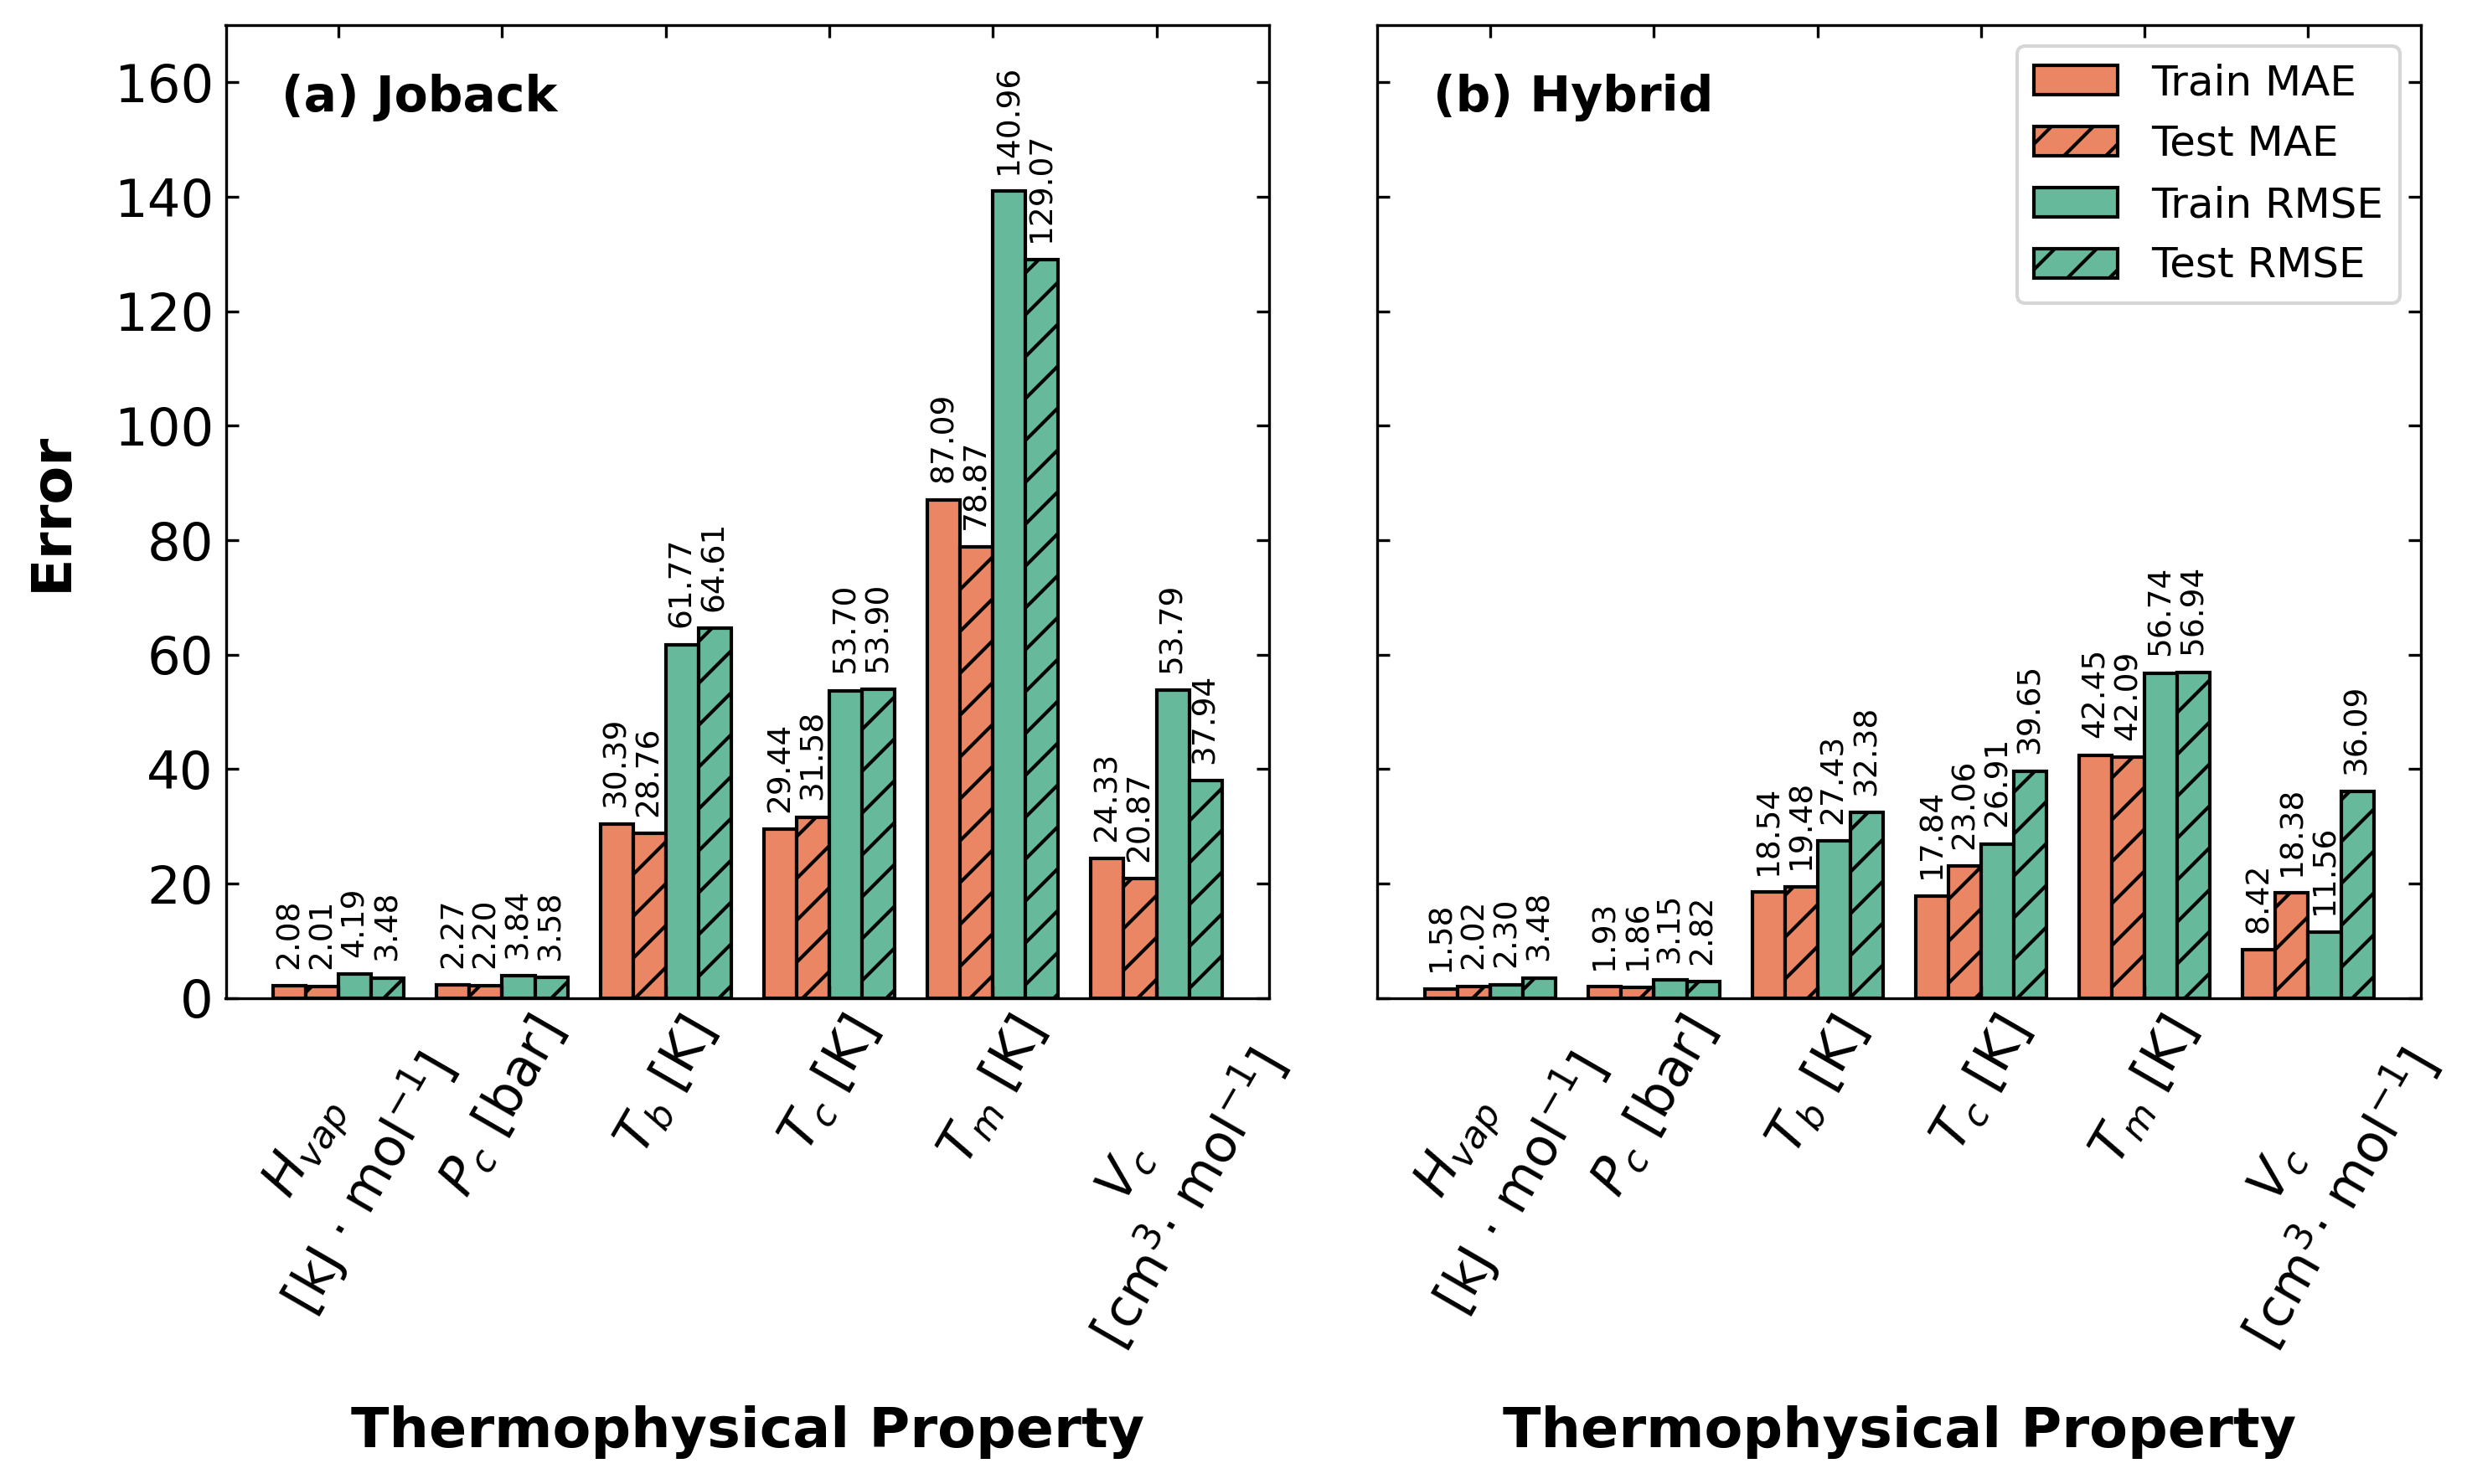 (a) Joback
Error
160
140
120
100
80
60
40
20
0
2.08
2.01
4.19
3.48
2.27
2.20
3.84
3.58
30.39
28.76
61.77
64.61
29.44
31.58
53.70
53.90
87.09
78.87
140.96
129.07
24.33
20.87
53.79
37.94
H_vap
[kJ · mol⁻¹]
P_c [bar]
T_b [K]
T_c [K]
T_m [K]
V_c
[cm³ · mol⁻¹]
Thermophysical Property
(b) Hybrid
Train MAE
Test MAE
Train RMSE
Test RMSE
1.58
2.02
2.30
3.48
1.93
1.86
3.15
2.82
18.54
19.48
27.43
32.38
17.84
23.06
26.91
39.65
42.45
42.09
56.74
56.94
8.42
18.38
11.56
36.09
H_vap
[kJ · mol⁻¹]
P_c [bar]
T_b [K]
T_c [K]
T_m [K]
V_c
[cm³ · mol⁻¹]
Thermophysical Property